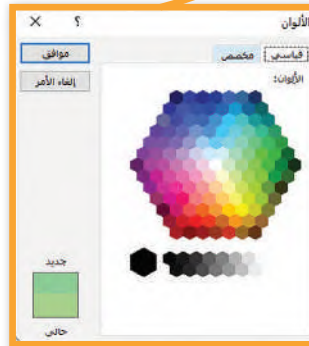 الألوان
؟ ×
قياسي مخصص
موافق
إلغاء الأمر
الألوان:
جديد
حالي